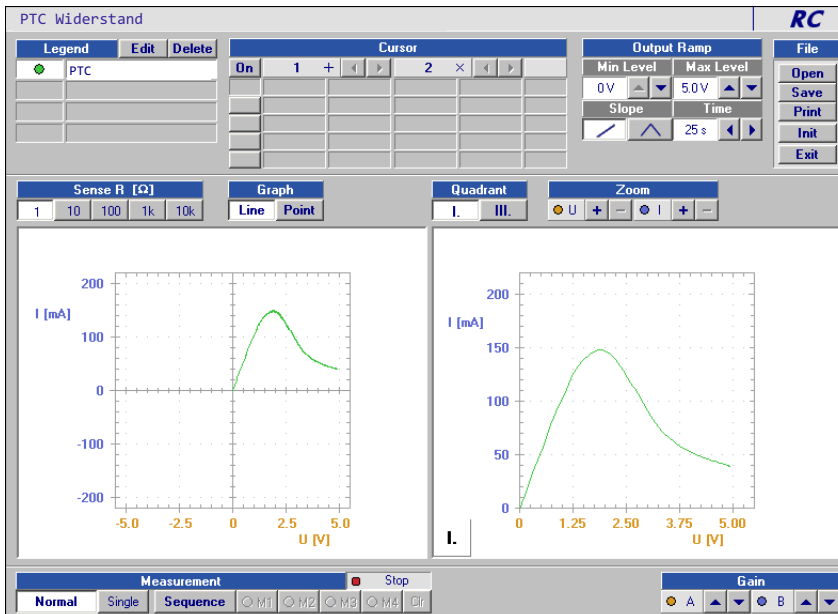 PTC Widerstand
RC
Legend Edit Delete
PTC
Cursor
On 1 + 2 ×
Output Ramp
Min Level Max Level
0 V 5.0 V
Slope Time
25 s
File
Open
Save
Print
Init
Exit
Sense R [Ω]
1 10 100 1k 10k
Graph
Line Point
Quadrant
I. III.
Zoom
U + − I + −
200
I [mA]
100
0
-100
-200
-5.0 -2.5 0 2.5 5.0
U [V]
200
I [mA]
150
100
50
0
0 1.25 2.50 3.75 5.00
U [V]
I.
Measurement
Stop
Normal Single Sequence M1 M2 M3 M4 Clr
Gain
A B